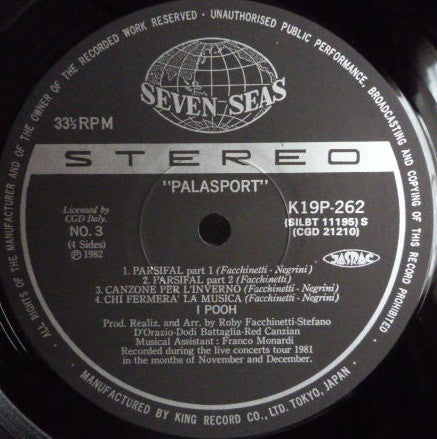 ALL RIGHTS OF THE MANUFACTURER AND OF THE OWNER OF THE RECORDED WORK RESERVED · UNAUTHORISED PUBLIC PERFORMANCE, BROADCASTING AND COPYING OF THIS RECORD PROHIBITED
SEVEN SEAS
33⅓RPM
STEREO
"PALASPORT"
Licensed by
CGD Italy.
NO. 3
(4 Sides)
Ⓟ1982
K19P-262
(SILBT 11195) S
(CGD 21210)
JASRAC
1. PARSIFAL part 1 (Facchinetti - Negrini)
2. PARSIFAL part 2 (Facchinetti)
3. CANZONE PER L'INVERNO (Facchinetti - Negrini)
4. CHI FERMERA' LA MUSICA (Facchinetti - Negrini)
I POOH
Prod. Realiz. and Arr. by Roby Facchinetti-Stefano
D'Orazio-Dodi Battaglia-Red Canzian
Musical Assistant : Franco Monardi
Recorded during the live concerts tour 1981
in the months of November and December.
MANUFACTURED BY KING RECORD CO., LTD. TOKYO, JAPAN